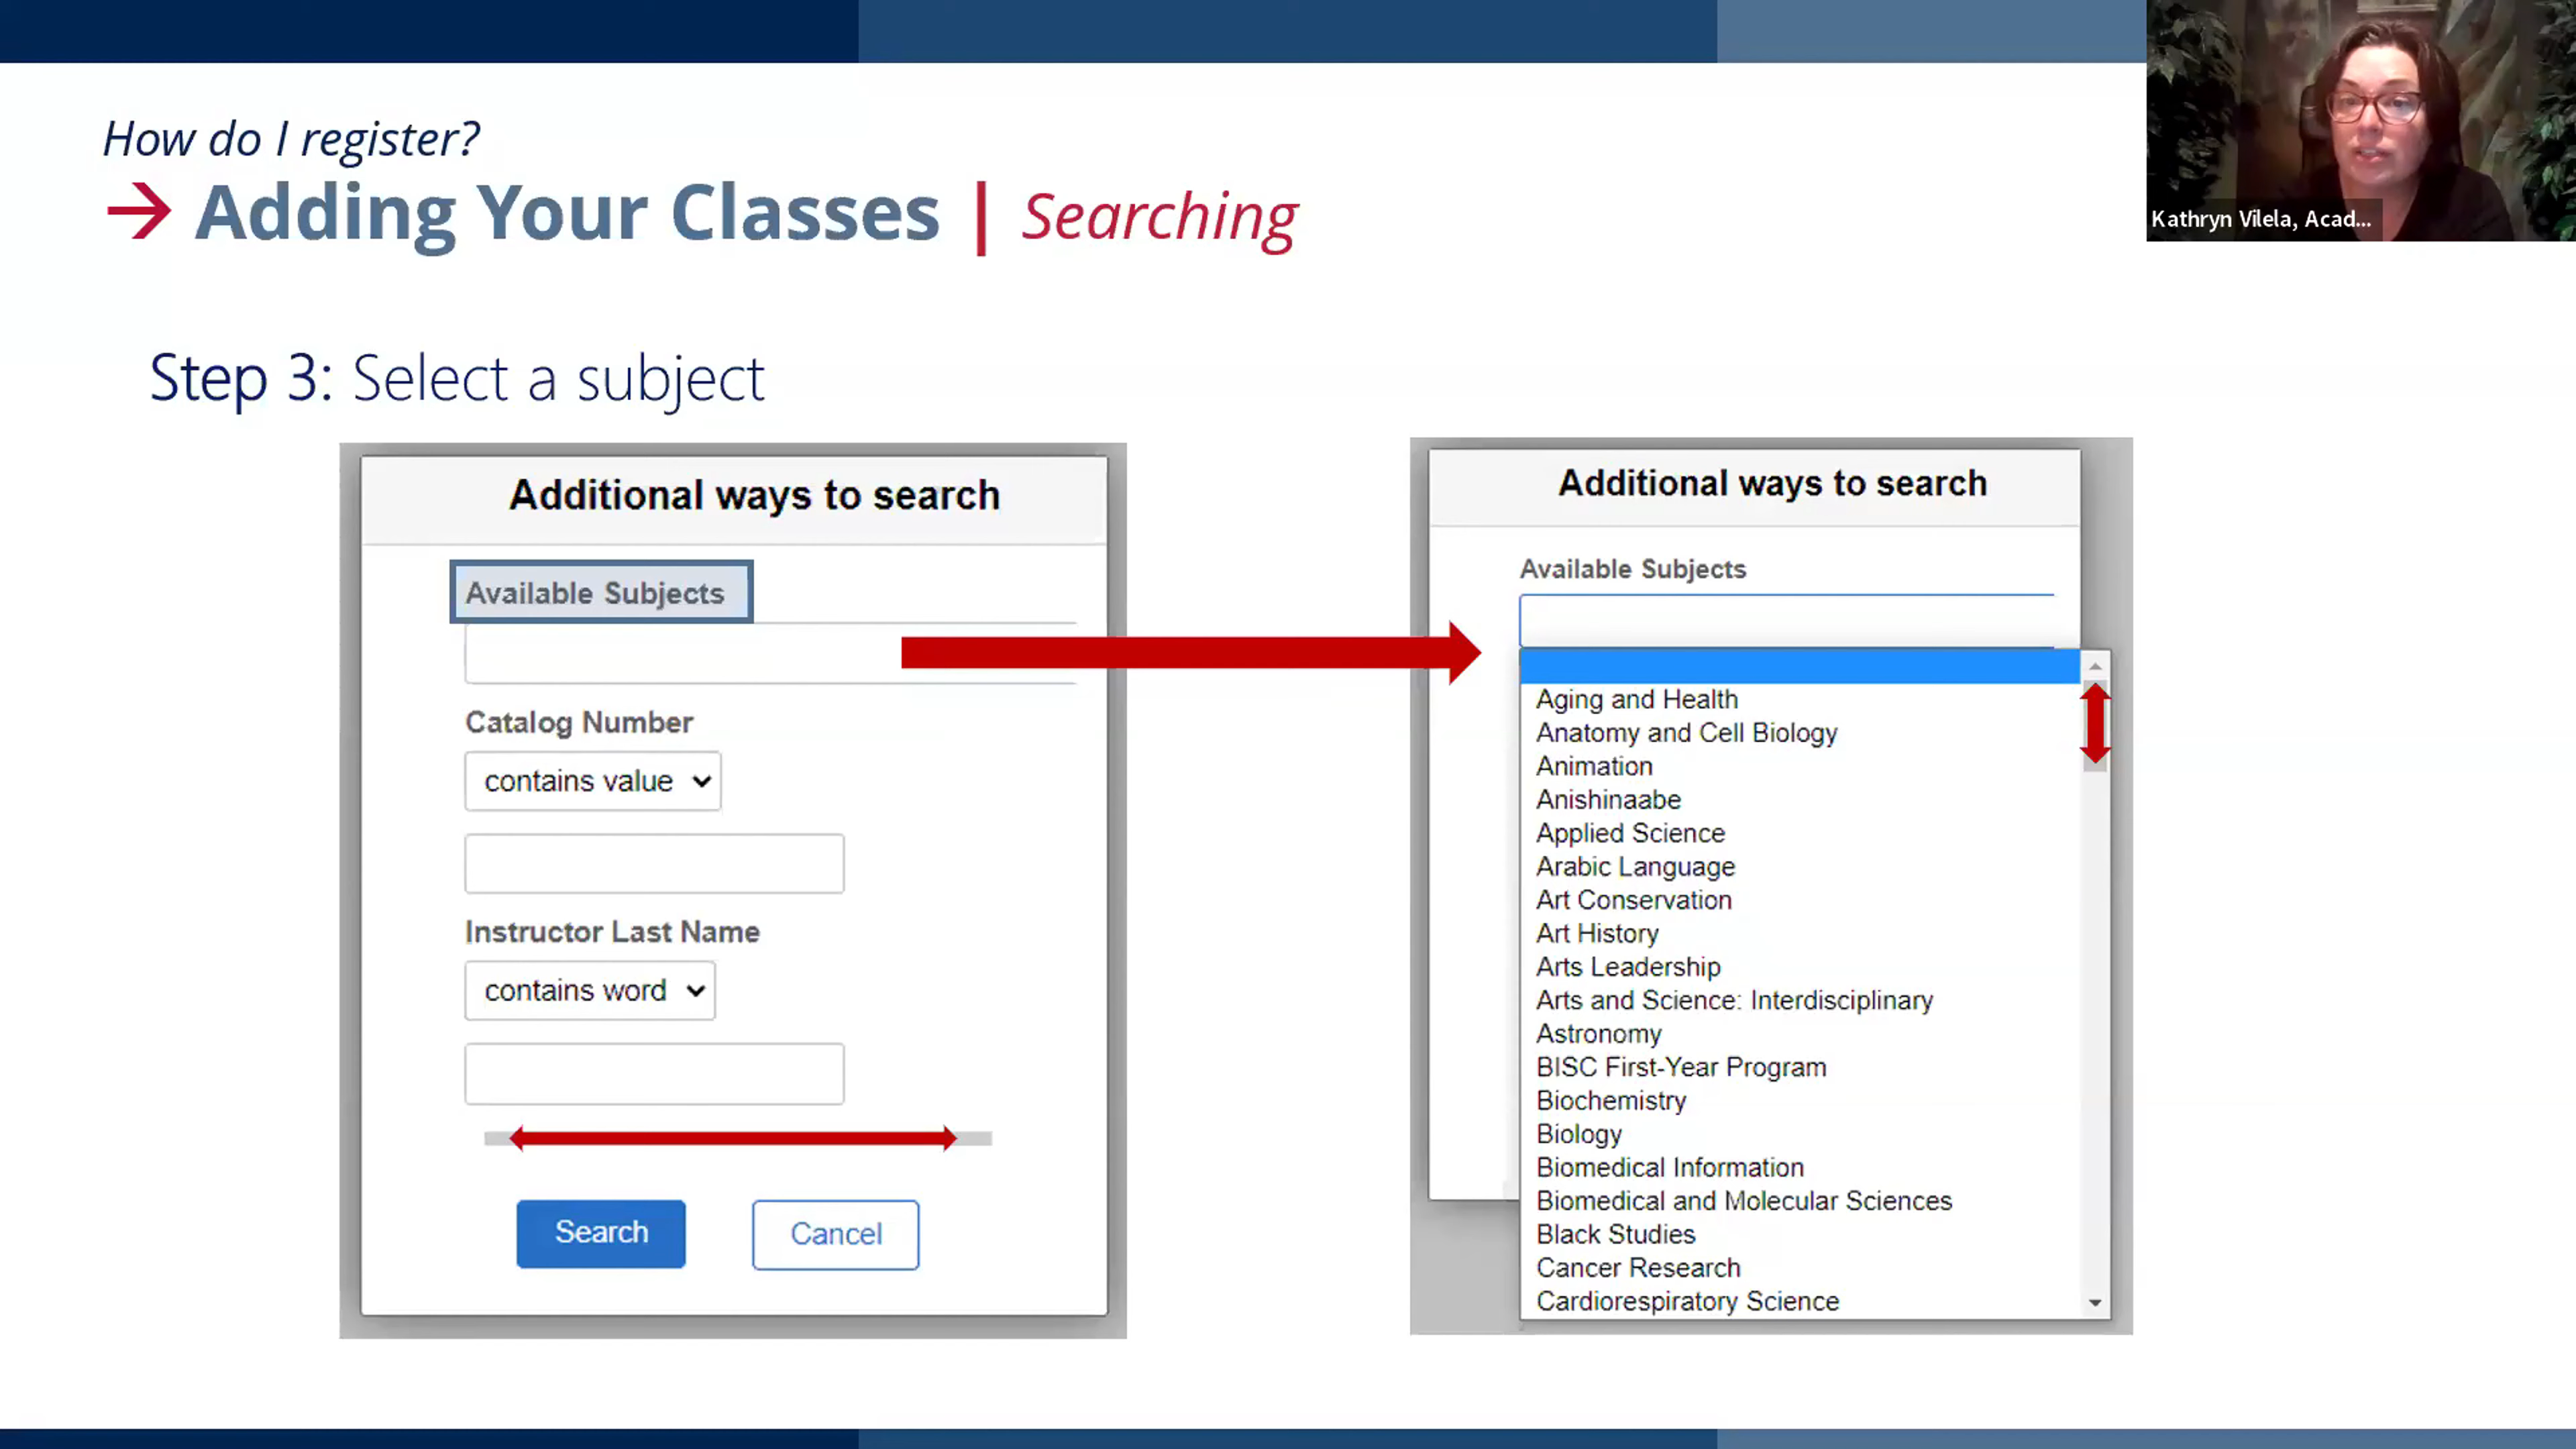 How do I register?
→ Adding Your Classes | Searching
Kathryn Vilela, Acad...
Step 3: Select a subject
Additional ways to search
Available Subjects
Catalog Number
contains value
Instructor Last Name
contains word
Search Cancel
Additional ways to search
Available Subjects
Aging and Health
Anatomy and Cell Biology
Animation
Anishinaabe
Applied Science
Arabic Language
Art Conservation
Art History
Arts Leadership
Arts and Science: Interdisciplinary
Astronomy
BISC First-Year Program
Biochemistry
Biology
Biomedical Information
Biomedical and Molecular Sciences
Black Studies
Cancer Research
Cardiorespiratory Science